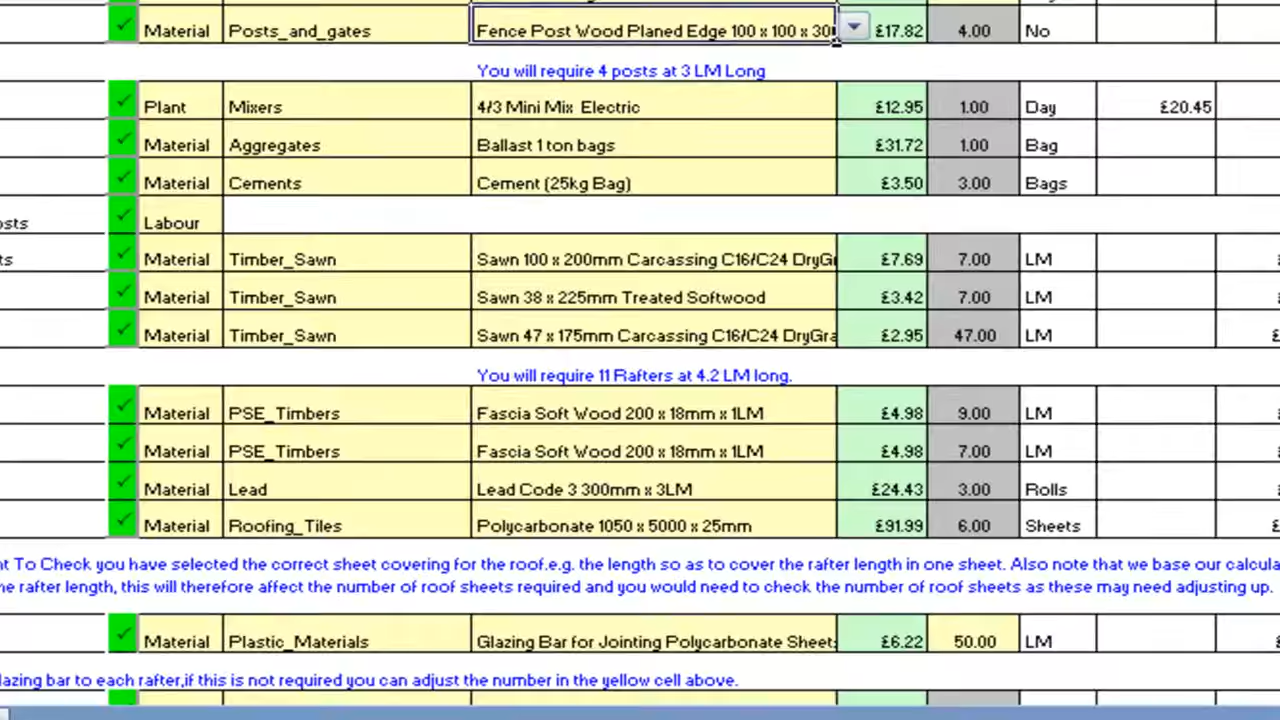 Material Posts_and_gates Fence Post Wood Planed Edge 100 x 100 x 30 £17.82 4.00 No
You will require 4 posts at 3 LM Long
Plant Mixers 4/3 Mini Mix Electric £12.95 1.00 Day £20.45
Material Aggregates Ballast 1 ton bags £31.72 1.00 Bag
Material Cements Cement (25kg Bag) £3.50 3.00 Bags
osts Labour
ts Material Timber_Sawn Sawn 100 x 200mm Carcassing C16/C24 DryGr £7.69 7.00 LM
Material Timber_Sawn Sawn 38 x 225mm Treated Softwood £3.42 7.00 LM
Material Timber_Sawn Sawn 47 x 175mm Carcassing C16/C24 DryGra £2.95 47.00 LM £
You will require 11 Rafters at 4.2 LM long.
Material PSE_Timbers Fascia Soft Wood 200 x 18mm x 1LM £4.98 9.00 LM £
Material PSE_Timbers Fascia Soft Wood 200 x 18mm x 1LM £4.98 7.00 LM £
Material Lead Lead Code 3 300mm x 3LM £24.43 3.00 Rolls £
Material Roofing_Tiles Polycarbonate 1050 x 5000 x 25mm £91.99 6.00 Sheets £
nt To Check you have selected the correct sheet covering for the roof.e.g. the length so as to cover the rafter length in one sheet. Also note that we base our calcula
he rafter length, this will therefore affect the number of roof sheets required and you would need to check the number of roof sheets as these may need adjusting up.
Material Plastic_Materials Glazing Bar for Jointing Polycarbonate Sheet £6.22 50.00 LM £
lazing bar to each rafter,if this is not required you can adjust the number in the yellow cell above.